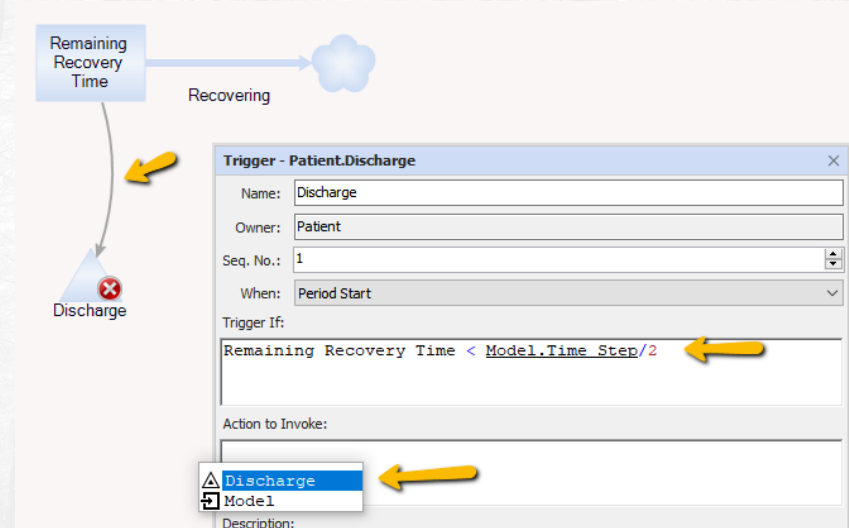 Remaining
Recovery
Time
Recovering
Discharge
Trigger - Patient.Discharge
Name: Discharge
Owner: Patient
Seq. No.: 1
When: Period Start
Trigger If:
Remaining Recovery Time < Model.Time Step/2
Action to Invoke:
Discharge
Model
Description: